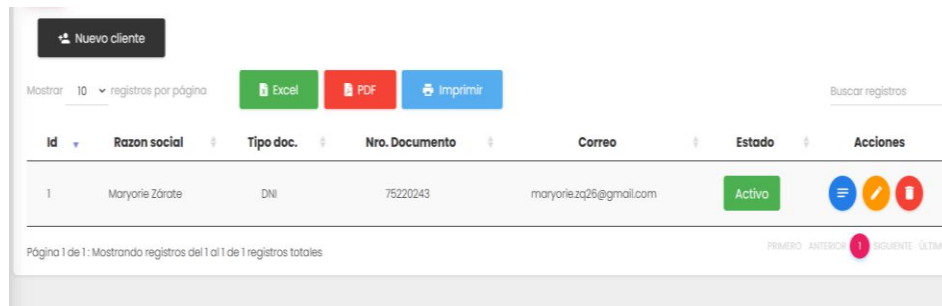 Nuevo cliente
Mostrar 10 registros por página Excel PDF Imprimir Buscar registros
Id Razon social Tipo doc. Nro. Documento Correo Estado Acciones
1 Maryorie Zárate DNI 75220243 maryorie.zq26@gmail.com Activo
Página 1 de 1 : Mostrando registros del 1 al 1 de 1 registros totales PRIMERO ANTERIOR 1 SIGUIENTE